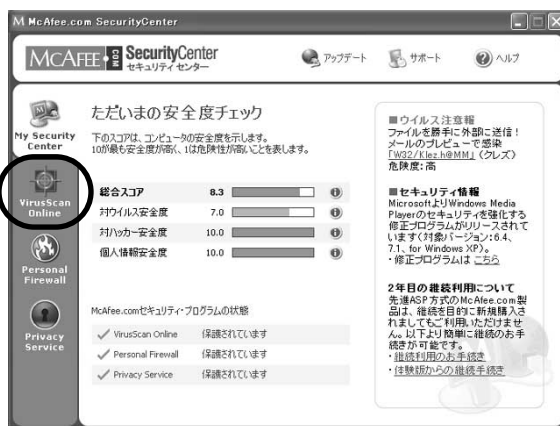 McAfee.com SecurityCenter
McAFEE.COM SecurityCenter
セキュリティ センター
アップデート
サポート
ヘルプ
My Security
Center
VirusScan
Online
Personal
Firewall
Privacy
Service
ただいまの安全度チェック
下のスコアは、コンピュータの安全度を示します。
10が最も安全度が高く、1は危険性が高いことを表します。
総合スコア 8.3
対ウイルス安全度 7.0
対ハッカー安全度 10.0
個人情報安全度 10.0
McAfee.comセキュリティ・プログラムの状態
VirusScan Online 保護されています
Personal Firewall 保護されています
Privacy Service 保護されています
■ウイルス注意報
ファイルを勝手に外部に送信！
メールのプレビューで感染
「W32/Klez.h@MM」（クレズ）
危険度：高
■セキュリティ情報
MicrosoftよりWindows Media
Playerのセキュリティを強化する
修正プログラムがリリースされて
います（対象バージョン：6.4、
7.1、for Windows XP）。
・修正プログラムは こちら
2年目の継続利用について
先進ASP方式のMcAfee.com製
品は、継続を目的に新規購入さ
れましてもご利用いただけませ
ん。以下より簡単に継続のお手
続きが可能です。
・継続利用のお手続き
・体験版からの継続手続き